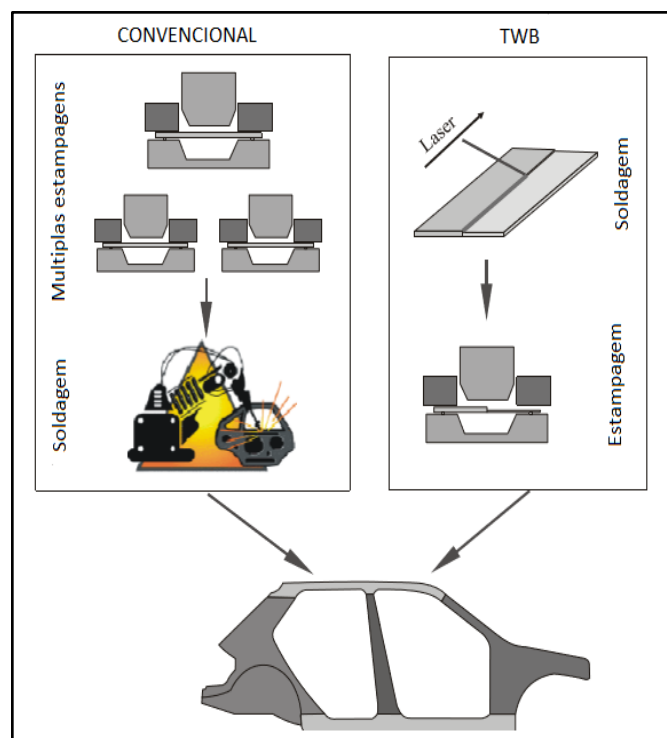 CONVENCIONAL
TWB
Multiplas estampagens
Soldagem
Laser
Soldagem
Estampagem